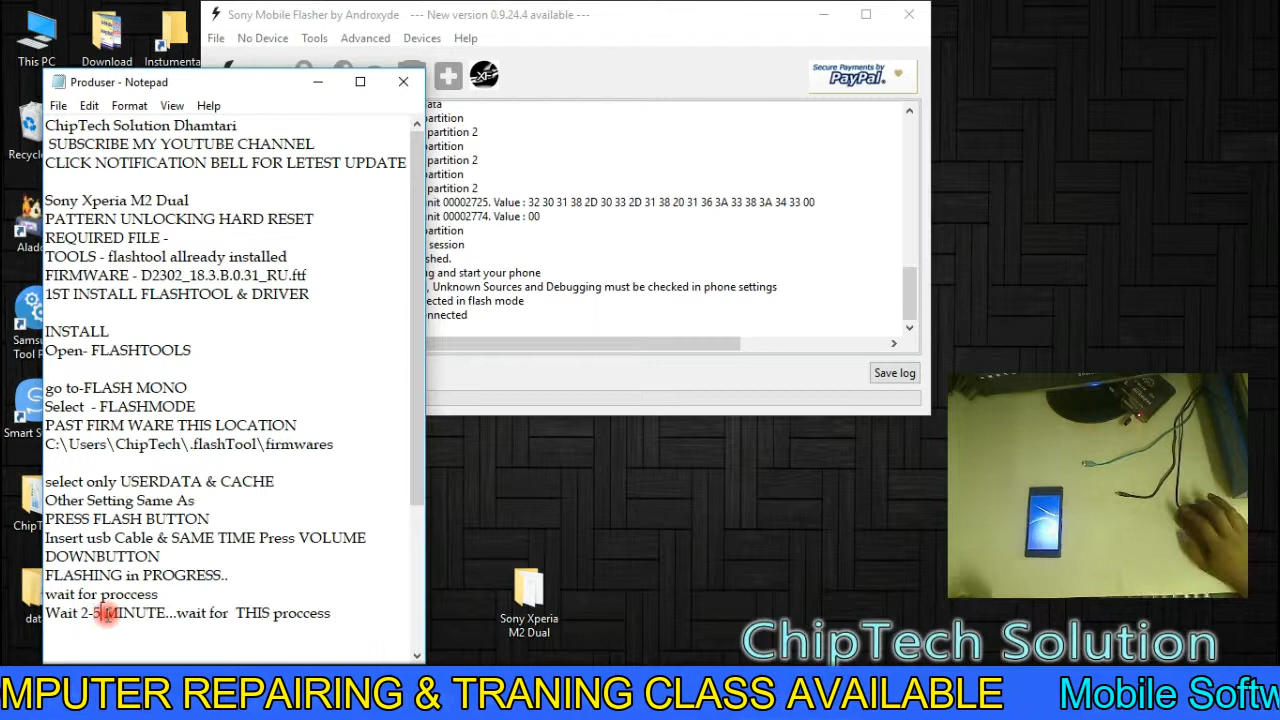 This PC
Download
Instumenta
Sony Mobile Flasher by Androxyde --- New version 0.9.24.4 available ---
File No Device Tools Advanced Devices Help
Secure Payments by
PayPal
Produser - Notepad
File Edit Format View Help
ChipTech Solution Dhamtari
SUBSCRIBE MY YOUTUBE CHANNEL
CLICK NOTIFICATION BELL FOR LETEST UPDATE
Sony Xperia M2 Dual
PATTERN UNLOCKING HARD RESET
REQUIRED FILE -
TOOLS - flashtool allready installed
FIRMWARE - D2302_18.3.B.0.31_RU.ftf
1ST INSTALL FLASHTOOL & DRIVER
INSTALL
Open- FLASHTOOLS
go to-FLASH MONO
Select - FLASHMODE
PAST FIRM WARE THIS LOCATION
C:\Users\ChipTech\.flashTool\firmwares
select only USERDATA & CACHE
Other Setting Same As
PRESS FLASH BUTTON
Insert usb Cable & SAME TIME Press VOLUME
DOWNBUTTON
FLASHING in PROGRESS..
wait for proccess
Wait 2-5 MINUTE...wait for THIS proccess
ata
partition
partition 2
partition
partition 2
partition
partition 2
nit 00002725. Value : 32 30 31 38 2D 30 33 2D 31 38 20 31 36 3A 33 38 3A 34 33 00
nit 00002774. Value : 00
partition
session
shed.
g and start your phone
, Unknown Sources and Debugging must be checked in phone settings
ected in flash mode
onnected
Save log
Recyc
Alado
Sams
Tool P
Smart S
ChipT
dat
Sony Xperia
M2 Dual
ChipTech Solution
MPUTER REPAIRING & TRANING CLASS AVAILABLE Mobile Softw